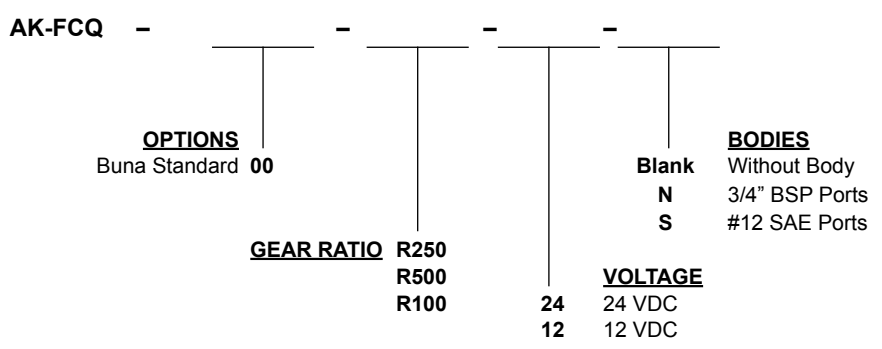 AK-FCQ – – – –
OPTIONS
Buna Standard 00
GEAR RATIO R250
R500
R100
VOLTAGE
24 24 VDC
12 12 VDC
BODIES
Blank Without Body
N 3/4” BSP Ports
S #12 SAE Ports